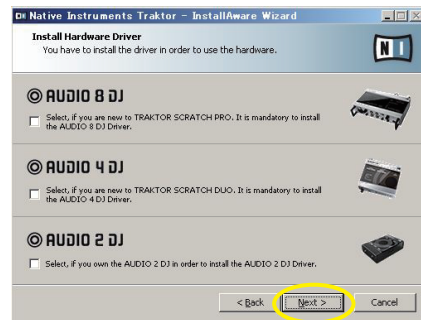 Native Instruments Traktor - InstallAware Wizard
Install Hardware Driver
You have to install the driver in order to use the hardware.
NI
AUDIO 8 DJ
Select, if you are new to TRAKTOR SCRATCH PRO. It is mandatory to install
the AUDIO 8 DJ Driver.
AUDIO 4 DJ
Select, if you are new to TRAKTOR SCRATCH DUO. It is mandatory to install
the AUDIO 4 DJ Driver.
AUDIO 2 DJ
Select, if you own the AUDIO 2 DJ in order to install the AUDIO 2 DJ Driver.
< Back
Next >
Cancel